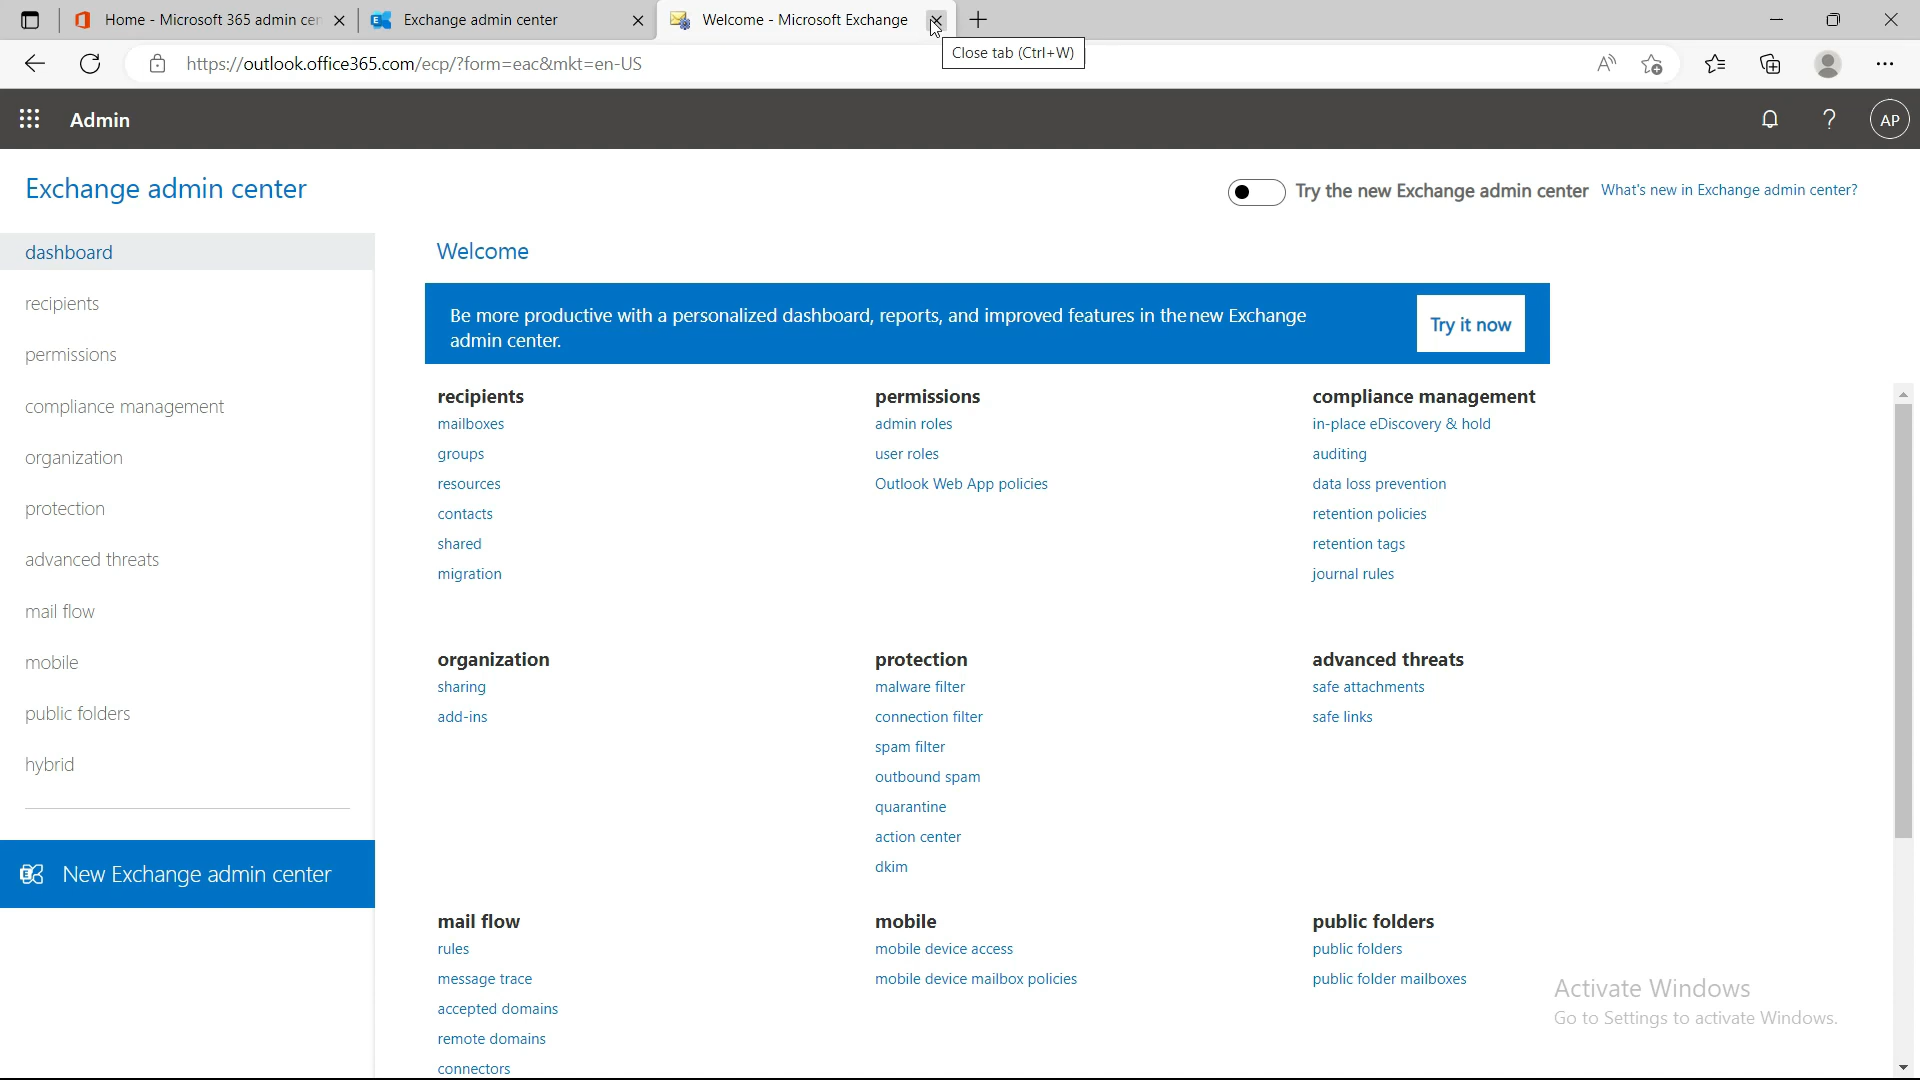 Home - Microsoft 365 admin cen
Exchange admin center
Welcome - Microsoft Exchange
Close tab (Ctrl+W)
https://outlook.office365.com/ecp/?form=eac&mkt=en-US
Admin
AP
Exchange admin center
Try the new Exchange admin center
What's new in Exchange admin center?
dashboard
recipients
permissions
compliance management
organization
protection
advanced threats
mail flow
mobile
public folders
hybrid
New Exchange admin center
Welcome
Be more productive with a personalized dashboard, reports, and improved features in the new Exchange
admin center.
Try it now
recipients
mailboxes
groups
resources
contacts
shared
migration
permissions
admin roles
user roles
Outlook Web App policies
compliance management
in-place eDiscovery & hold
auditing
data loss prevention
retention policies
retention tags
journal rules
organization
sharing
add-ins
protection
malware filter
connection filter
spam filter
outbound spam
quarantine
action center
dkim
advanced threats
safe attachments
safe links
mail flow
rules
message trace
accepted domains
remote domains
connectors
mobile
mobile device access
mobile device mailbox policies
public folders
public folders
public folder mailboxes
Activate Windows
Go to Settings to activate Windows.